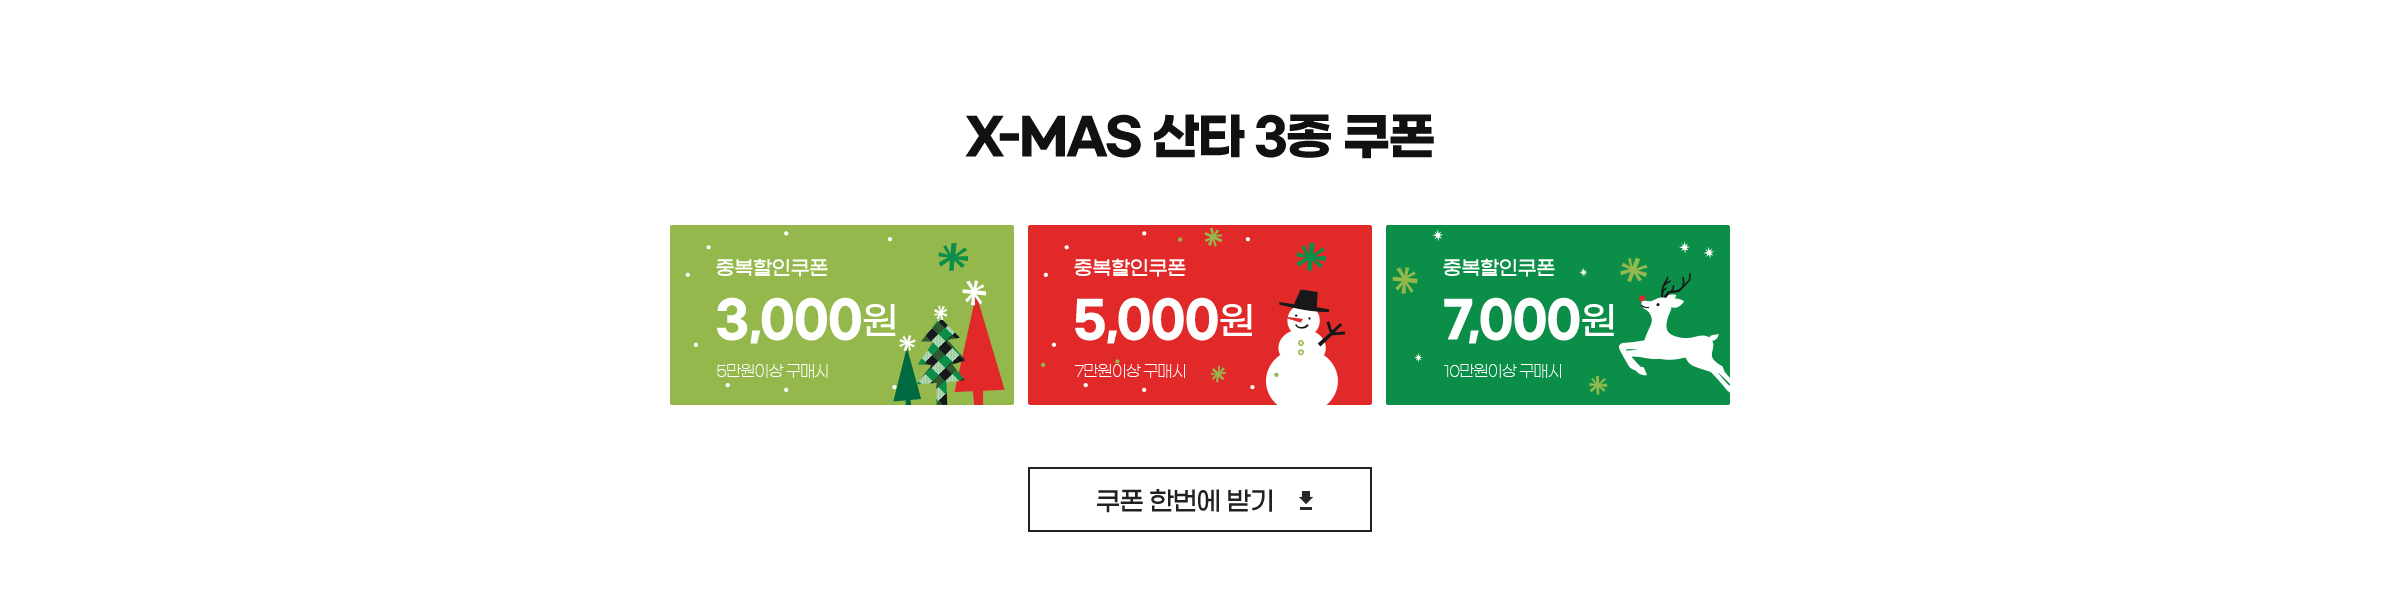 X-MAS 산타 3종 쿠폰
중복할인쿠폰
3,000원
5만원이상 구매시
중복할인쿠폰
5,000원
7만원이상 구매시
중복할인쿠폰
7,000원
10만원이상 구매시
쿠폰 한번에 받기